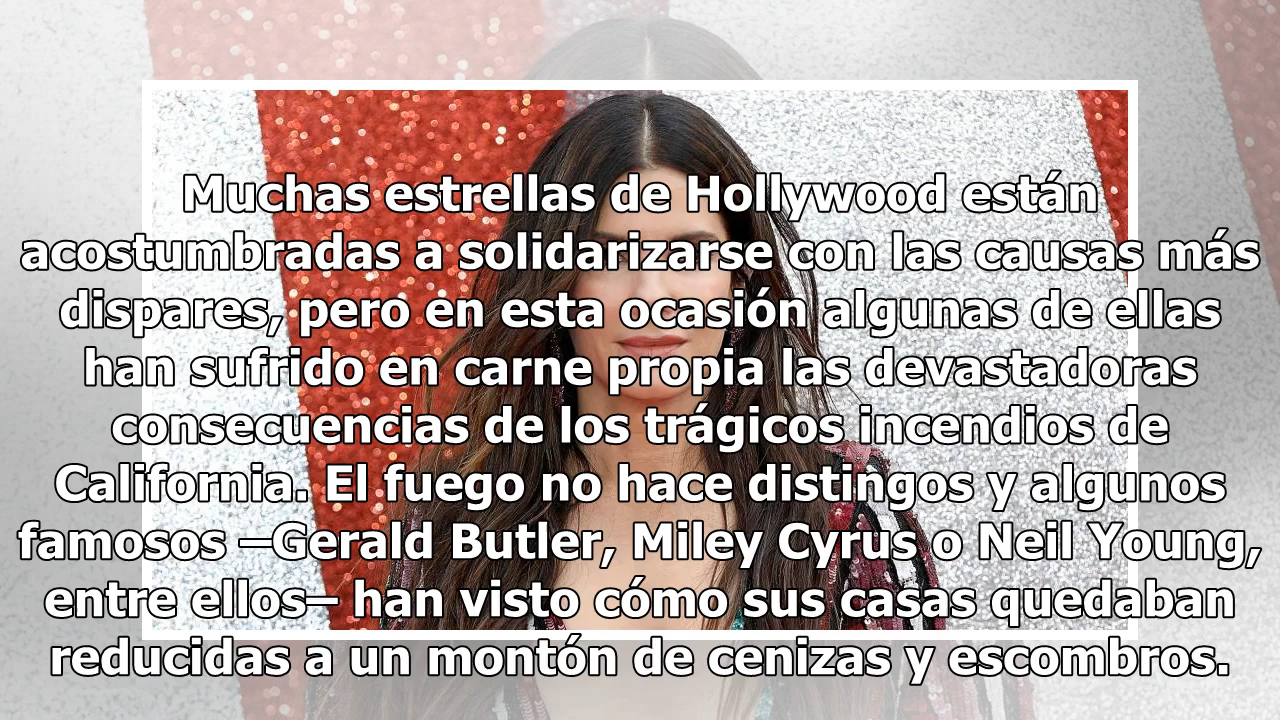 Muchas estrellas de Hollywood están
acostumbradas a solidarizarse con las causas más
dispares, pero en esta ocasión algunas de ellas
han sufrido en carne propia las devastadoras
consecuencias de los trágicos incendios de
California. El fuego no hace distingos y algunos
famosos —Gerald Butler, Miley Cyrus o Neil Young,
entre ellos— han visto cómo sus casas quedaban
reducidas a un montón de cenizas y escombros.